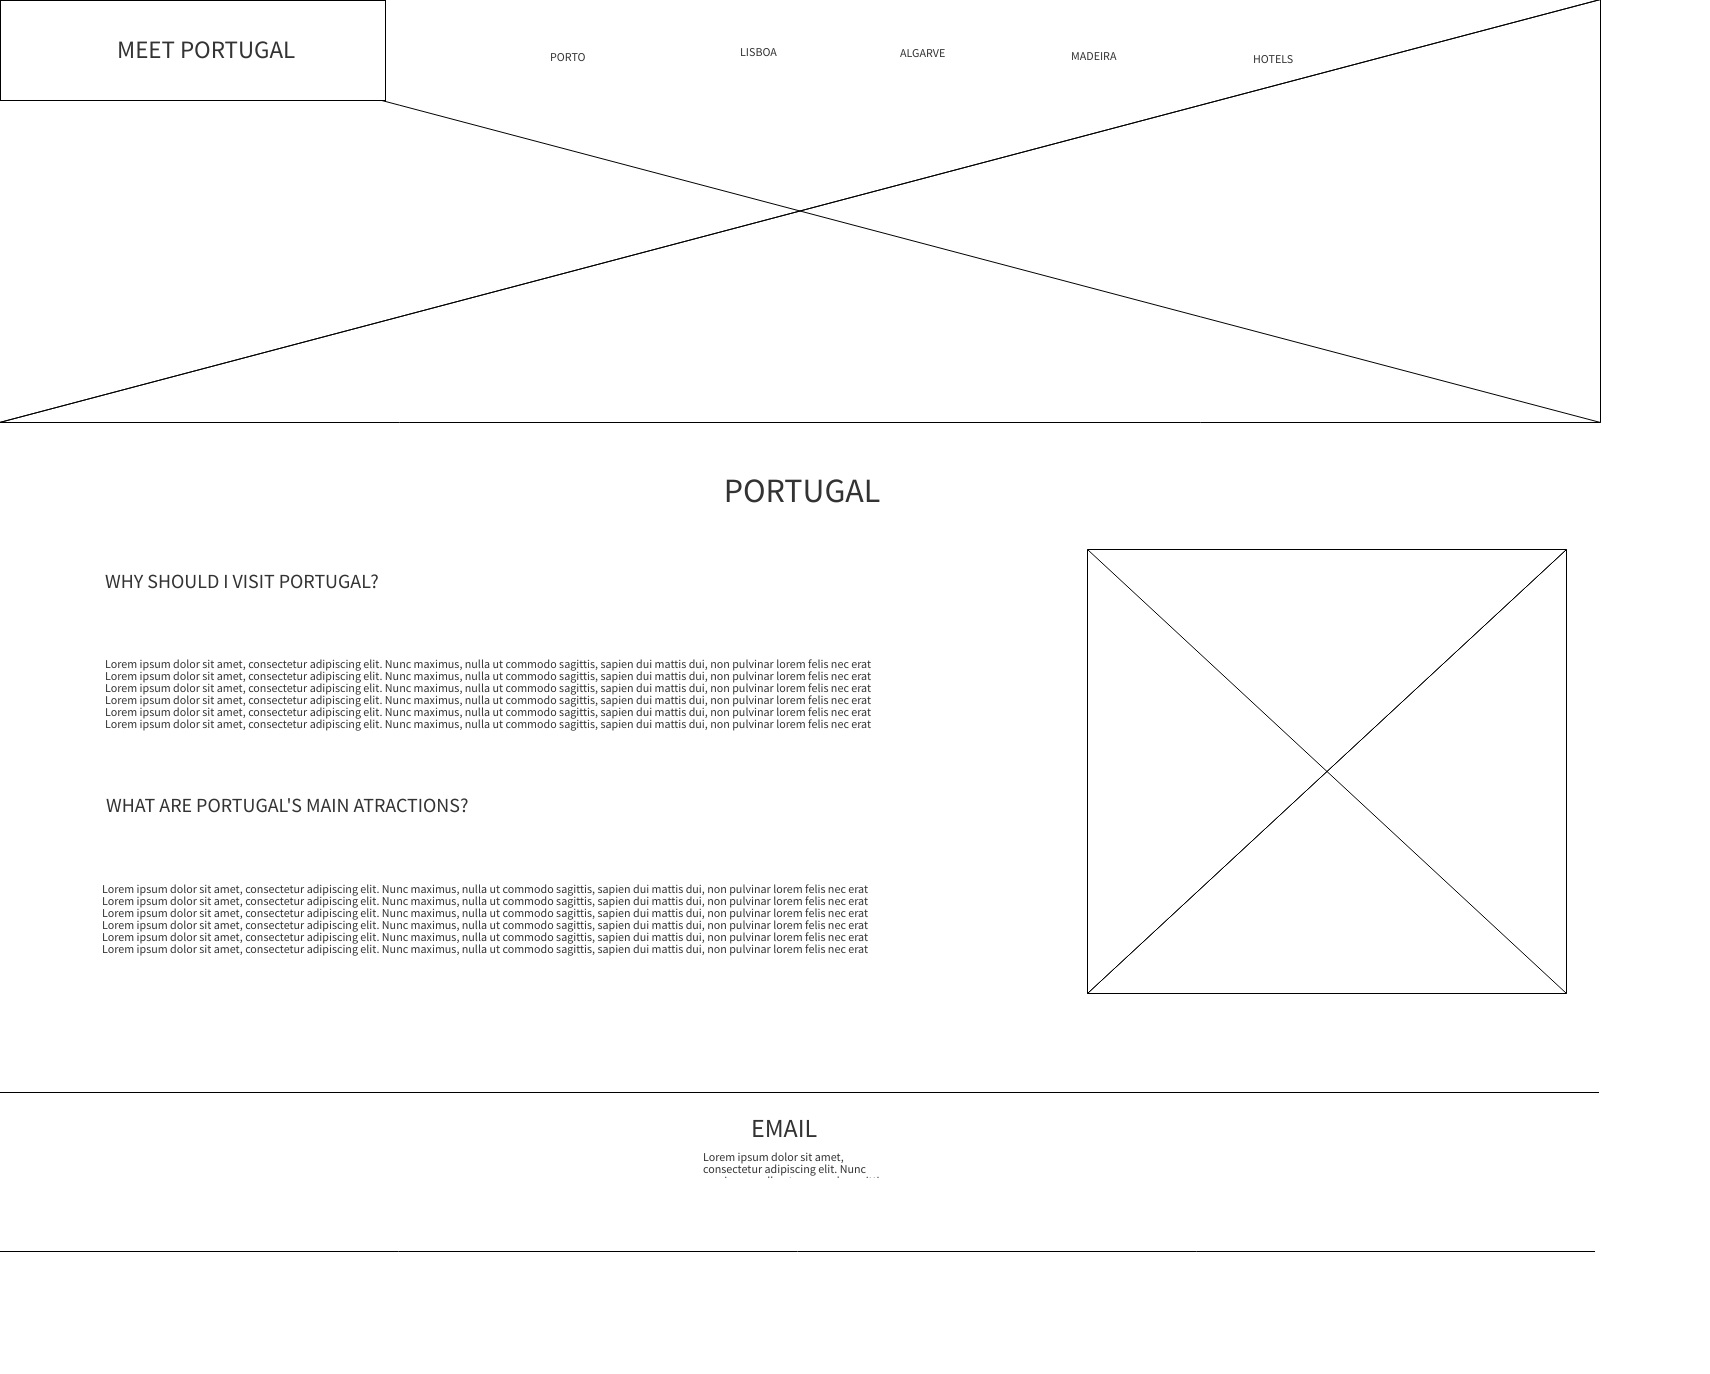 MEET PORTUGAL
PORTO
LISBOA
ALGARVE
MADEIRA
HOTELS
PORTUGAL
WHY SHOULD I VISIT PORTUGAL?
Lorem ipsum dolor sit amet, consectetur adipiscing elit. Nunc maximus, nulla ut commodo sagittis, sapien dui mattis dui, non pulvinar lorem felis nec erat
Lorem ipsum dolor sit amet, consectetur adipiscing elit. Nunc maximus, nulla ut commodo sagittis, sapien dui mattis dui, non pulvinar lorem felis nec erat
Lorem ipsum dolor sit amet, consectetur adipiscing elit. Nunc maximus, nulla ut commodo sagittis, sapien dui mattis dui, non pulvinar lorem felis nec erat
Lorem ipsum dolor sit amet, consectetur adipiscing elit. Nunc maximus, nulla ut commodo sagittis, sapien dui mattis dui, non pulvinar lorem felis nec erat
Lorem ipsum dolor sit amet, consectetur adipiscing elit. Nunc maximus, nulla ut commodo sagittis, sapien dui mattis dui, non pulvinar lorem felis nec erat
Lorem ipsum dolor sit amet, consectetur adipiscing elit. Nunc maximus, nulla ut commodo sagittis, sapien dui mattis dui, non pulvinar lorem felis nec erat
WHAT ARE PORTUGAL'S MAIN ATRACTIONS?
Lorem ipsum dolor sit amet, consectetur adipiscing elit. Nunc maximus, nulla ut commodo sagittis, sapien dui mattis dui, non pulvinar lorem felis nec erat
Lorem ipsum dolor sit amet, consectetur adipiscing elit. Nunc maximus, nulla ut commodo sagittis, sapien dui mattis dui, non pulvinar lorem felis nec erat
Lorem ipsum dolor sit amet, consectetur adipiscing elit. Nunc maximus, nulla ut commodo sagittis, sapien dui mattis dui, non pulvinar lorem felis nec erat
Lorem ipsum dolor sit amet, consectetur adipiscing elit. Nunc maximus, nulla ut commodo sagittis, sapien dui mattis dui, non pulvinar lorem felis nec erat
Lorem ipsum dolor sit amet, consectetur adipiscing elit. Nunc maximus, nulla ut commodo sagittis, sapien dui mattis dui, non pulvinar lorem felis nec erat
Lorem ipsum dolor sit amet, consectetur adipiscing elit. Nunc maximus, nulla ut commodo sagittis, sapien dui mattis dui, non pulvinar lorem felis nec erat
EMAIL
Lorem ipsum dolor sit amet,
consectetur adipiscing elit. Nunc